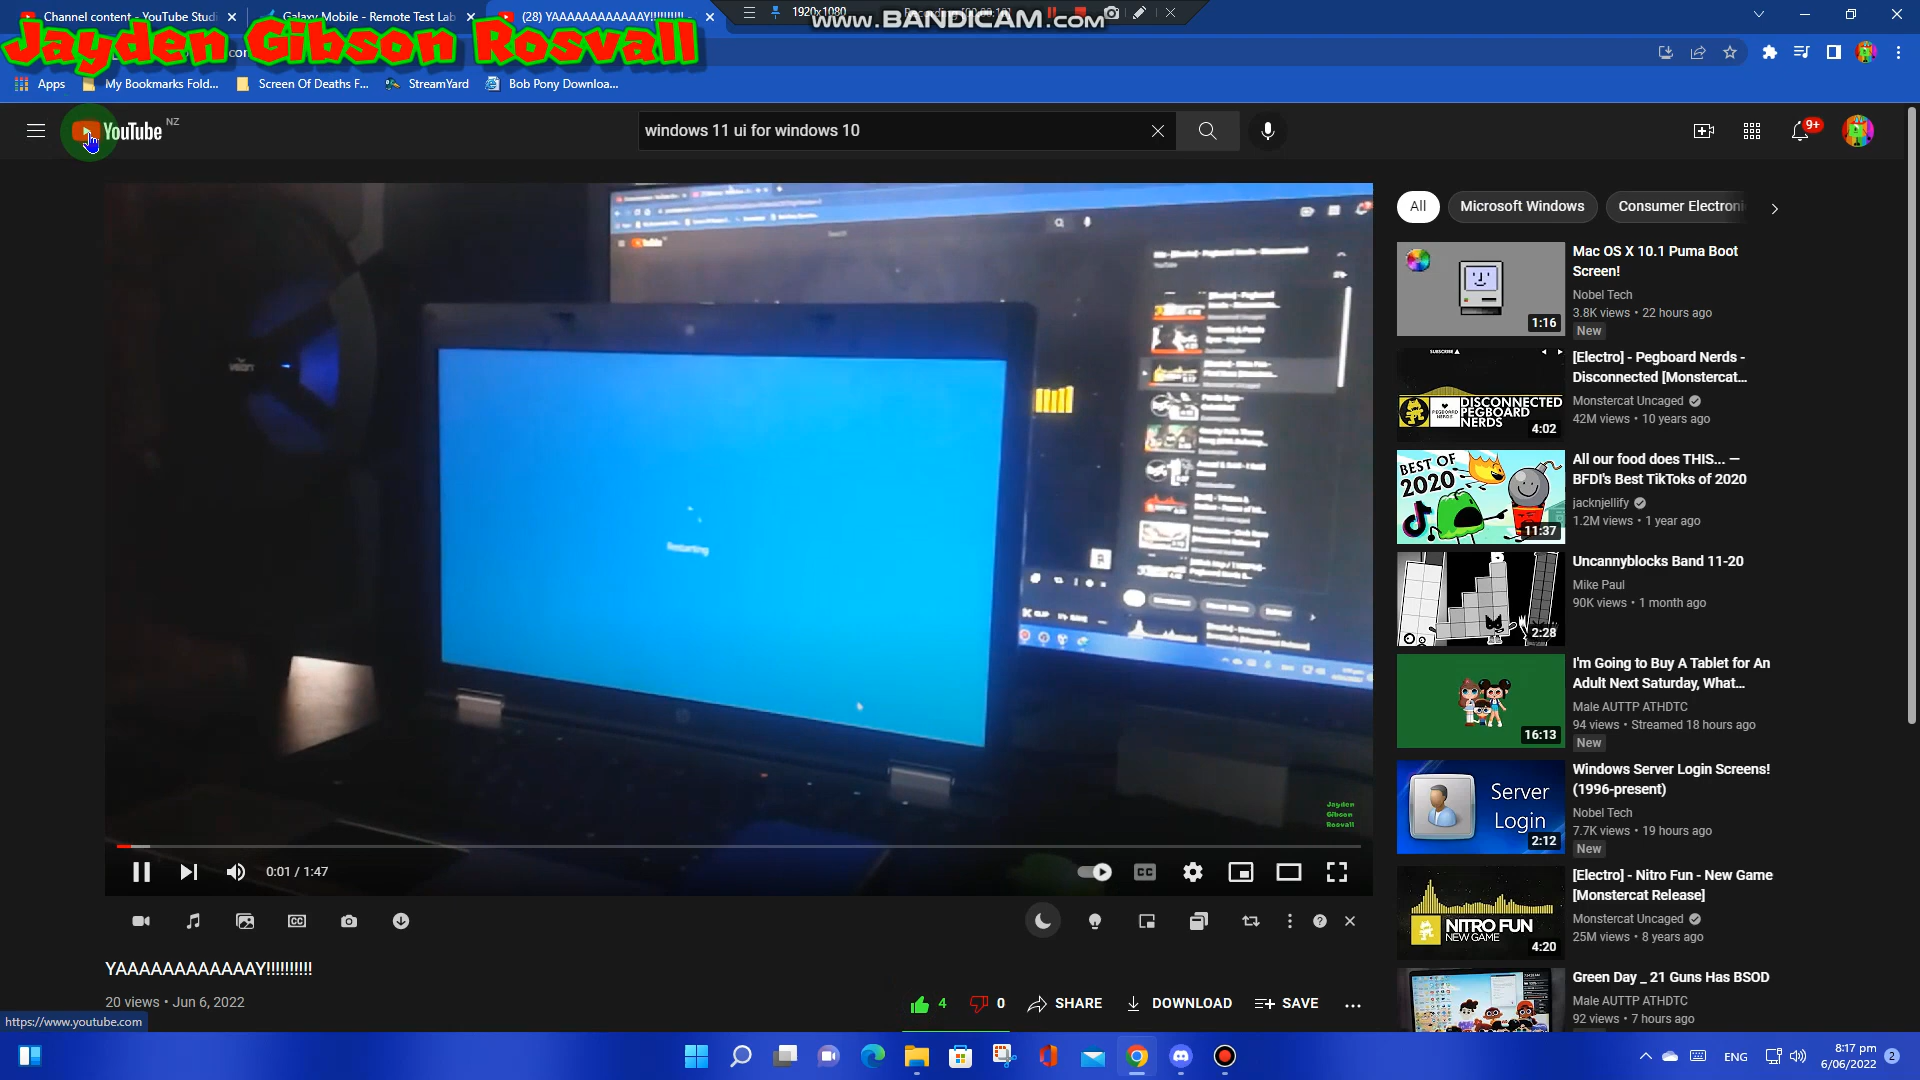 Channel content - YouTube Studi
Galaxy Mobile - Remote Test Lab
(28) YAAAAAAAAAAAAY!!!!!!!!!! -
1920x1080
www.BANDICAM.com
Jayden Gibson Rosvall
Apps
My Bookmarks Fold...
Screen Of Deaths F...
StreamYard
Bob Pony Downloa...
YouTube NZ
windows 11 ui for windows 10
9+
All
Microsoft Windows
Consumer Electroni
Restarting
Jayden
Gibson
Rosvall
0:01 / 1:47
CC
Mac OS X 10.1 Puma Boot
Screen!
Nobel Tech
3.8K views • 22 hours ago
New
1:16
[Electro] - Pegboard Nerds -
Disconnected [Monstercat...
Monstercat Uncaged
42M views • 10 years ago
DISCONNECTED
PEGBOARD
NERDS
4:02
All our food does THIS... —
BFDI's Best TikToks of 2020
jacknjellify
1.2M views • 1 year ago
BEST OF
2020
11:37
Uncannyblocks Band 11-20
Mike Paul
90K views • 1 month ago
2:28
I'm Going to Buy A Tablet for An
Adult Next Saturday, What...
Male AUTTP ATHDTC
94 views • Streamed 18 hours ago
New
16:13
Windows Server Login Screens!
(1996-present)
Nobel Tech
7.7K views • 19 hours ago
New
Server
Login
2:12
[Electro] - Nitro Fun - New Game
[Monstercat Release]
Monstercat Uncaged
25M views • 8 years ago
NITRO FUN
NEW GAME
4:20
Green Day _ 21 Guns Has BSOD
Male AUTTP ATHDTC
92 views • 7 hours ago
YAAAAAAAAAAAAY!!!!!!!!!!
20 views • Jun 6, 2022
4
0
SHARE
DOWNLOAD
SAVE
https://www.youtube.com
ENG
8:17 pm
6/06/2022
2